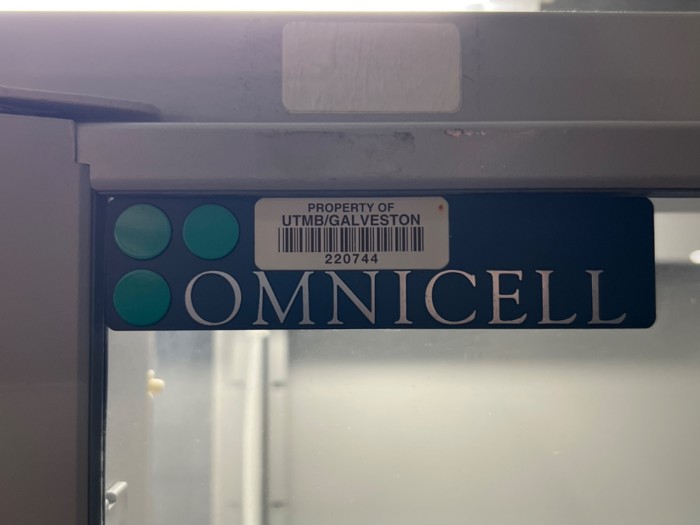 PROPERTY OF
UTMB/GALVESTON
220744
OMNICELL